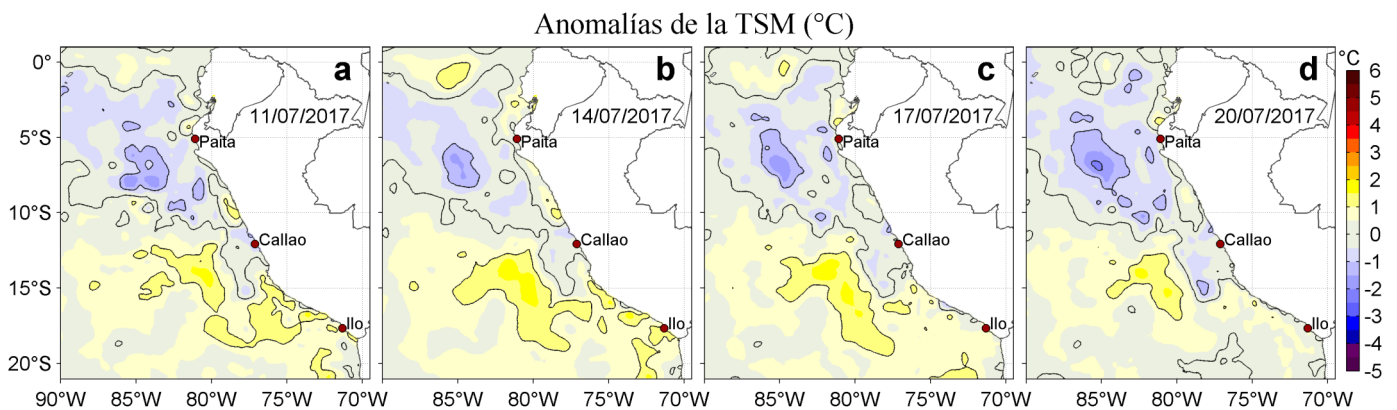 Anomalías de la TSM (°C)
a
11/07/2017
Paita
Callao
Ilo
b
14/07/2017
Paita
Callao
Ilo
c
17/07/2017
Paita
Callao
Ilo
d
20/07/2017
Paita
Callao
Ilo
0°
5°S
10°S
15°S
20°S
90°W 85°W 80°W 75°W 70°W
85°W 80°W 75°W 70°W
85°W 80°W 75°W 70°W
85°W 80°W 75°W 70°W
°C
6
5
4
3
2
1
0
-1
-2
-3
-4
-5